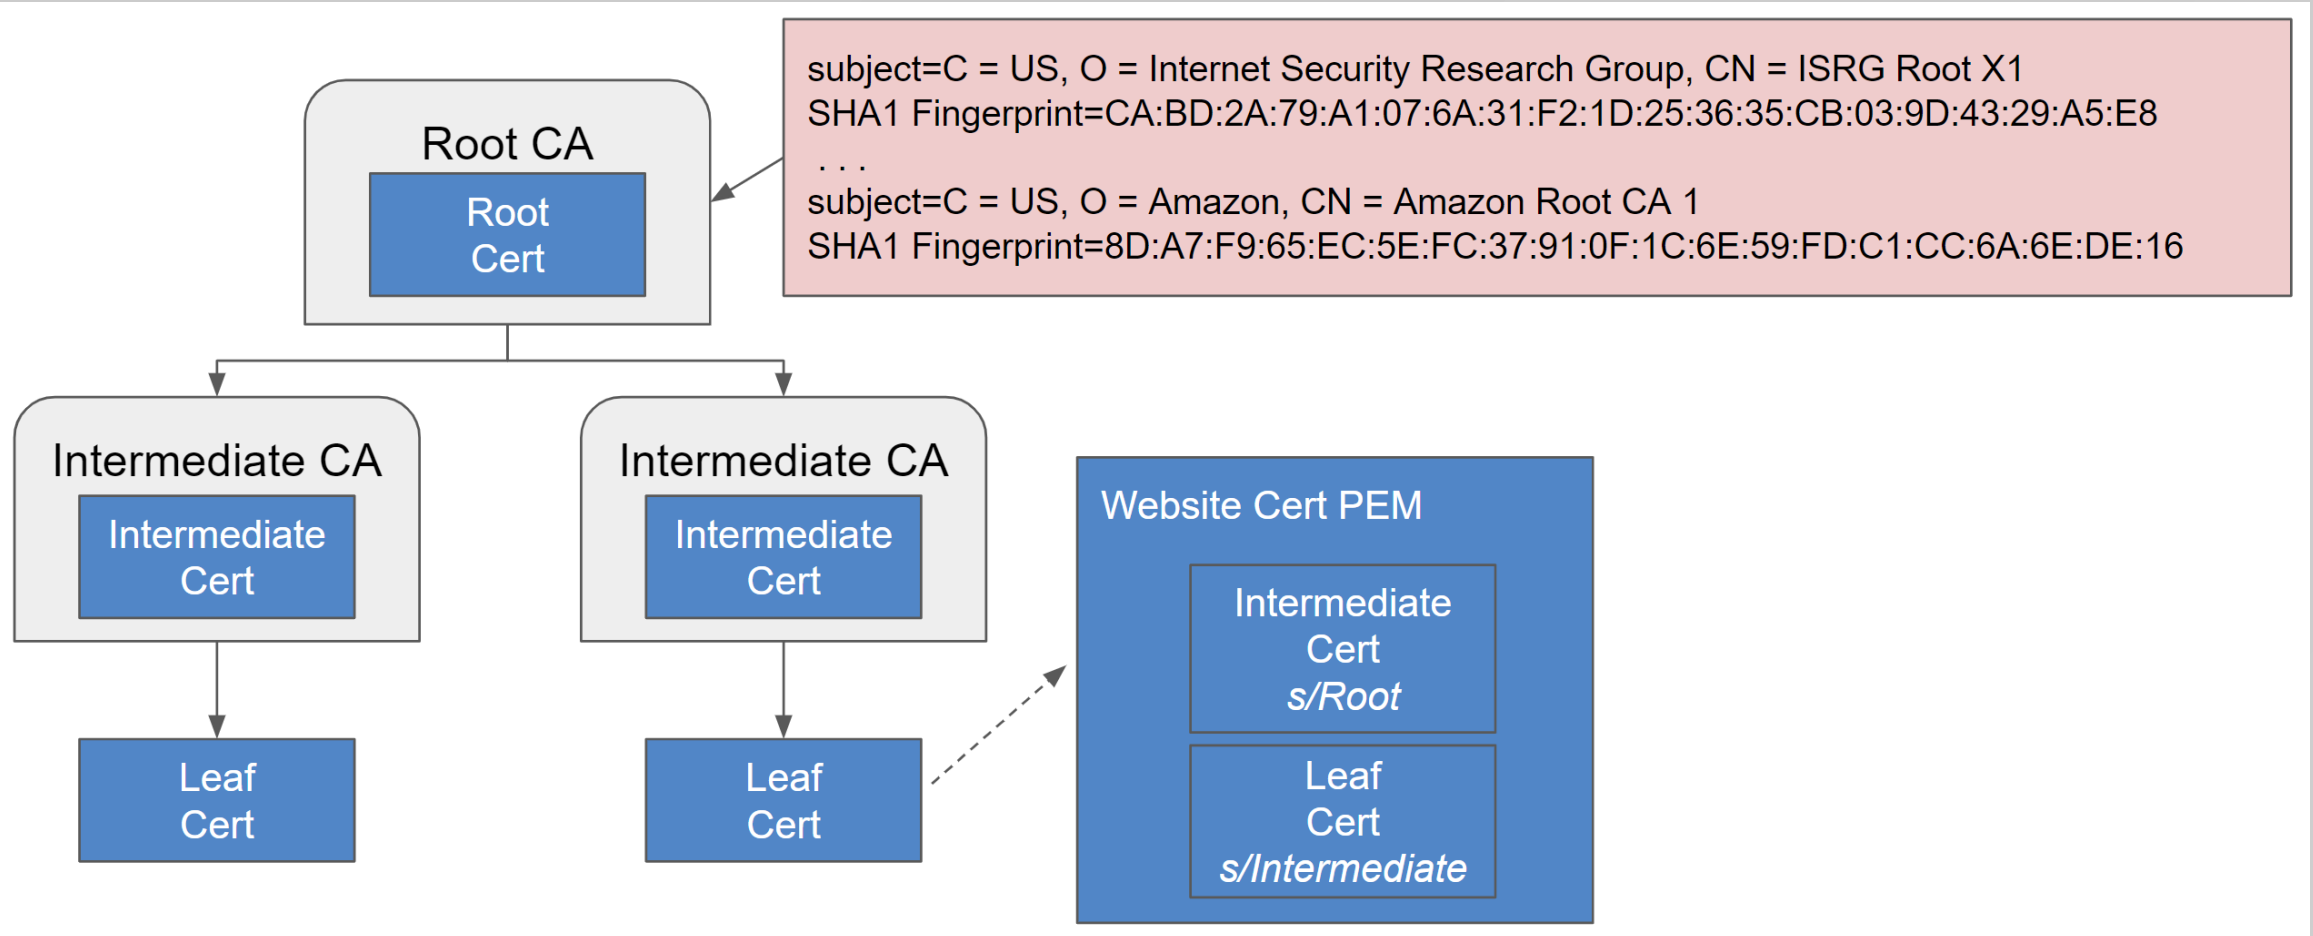 subject=C = US, O = Internet Security Research Group, CN = ISRG Root X1
SHA1 Fingerprint=CA:BD:2A:79:A1:07:6A:31:F2:1D:25:36:35:CB:03:9D:43:29:A5:E8
. . .
subject=C = US, O = Amazon, CN = Amazon Root CA 1
SHA1 Fingerprint=8D:A7:F9:65:EC:5E:FC:37:91:0F:1C:6E:59:FD:C1:CC:6A:6E:DE:16
Root CA
Root
Cert
Intermediate CA
Intermediate
Cert
Intermediate CA
Intermediate
Cert
Leaf
Cert
Leaf
Cert
Website Cert PEM
Intermediate
Cert
s/Root
Leaf
Cert
s/Intermediate